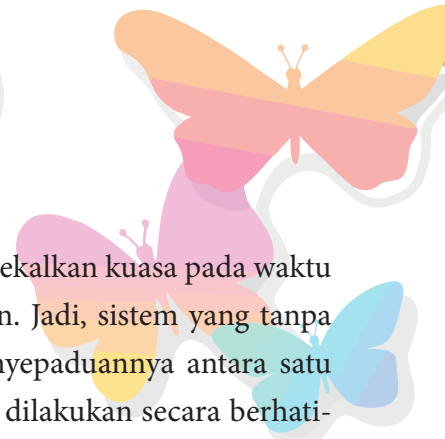 ekalkan kuasa pada waktu
n. Jadi, sistem yang tanpa
nyepaduannya antara satu
dilakukan secara berhati-